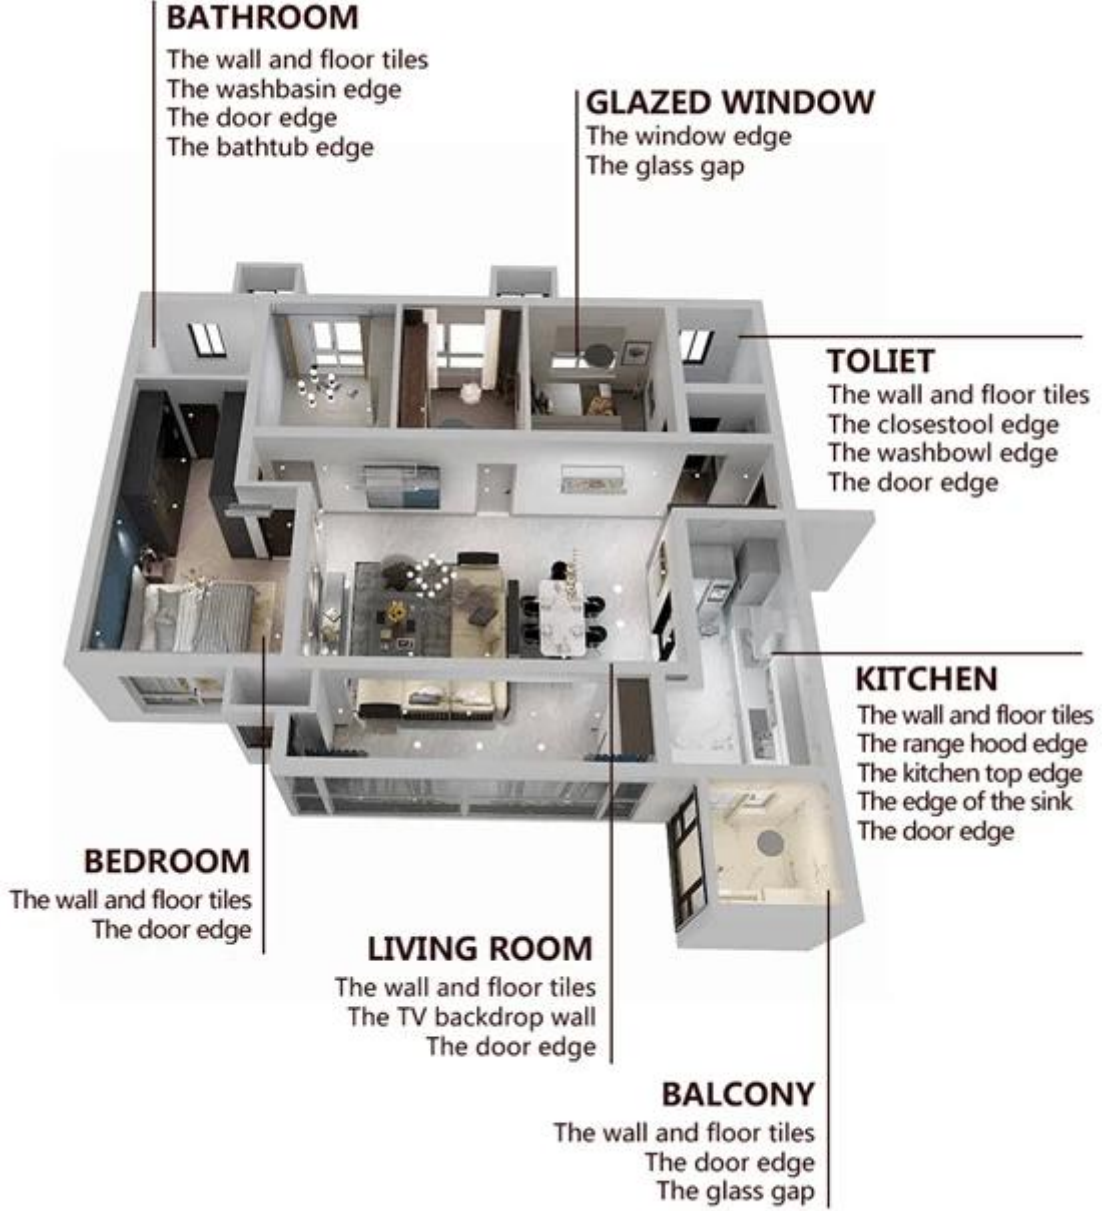 BATHROOM
The wall and floor tiles
The washbasin edge
The door edge
The bathtub edge
GLAZED WINDOW
The window edge
The glass gap
TOLIET
The wall and floor tiles
The closestool edge
The washbowl edge
The door edge
KITCHEN
The wall and floor tiles
The range hood edge
The kitchen top edge
The edge of the sink
The door edge
BEDROOM
The wall and floor tiles
The door edge
LIVING ROOM
The wall and floor tiles
The TV backdrop wall
The door edge
BALCONY
The wall and floor tiles
The door edge
The glass gap